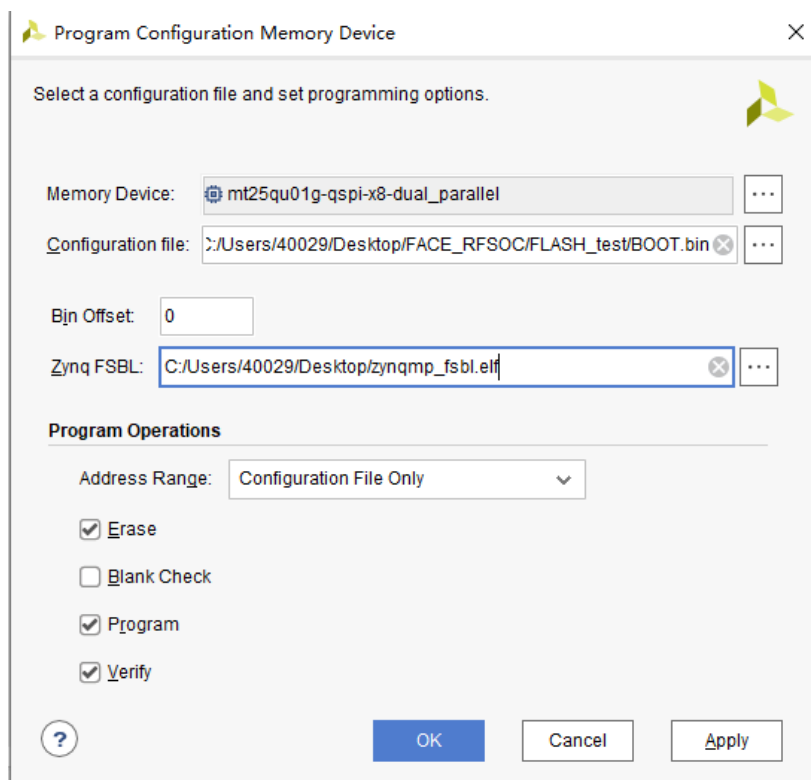 Program Configuration Memory Device
Select a configuration file and set programming options.
Memory Device: mt25qu01g-qspi-x8-dual_parallel ...
Configuration file: :/Users/40029/Desktop/FACE_RFSOC/FLASH_test/BOOT.bin ...
Bin Offset: 0
Zynq FSBL: C:/Users/40029/Desktop/zynqmp_fsbl.elf ...
Program Operations
Address Range: Configuration File Only
Erase
Blank Check
Program
Verify
? OK Cancel Apply